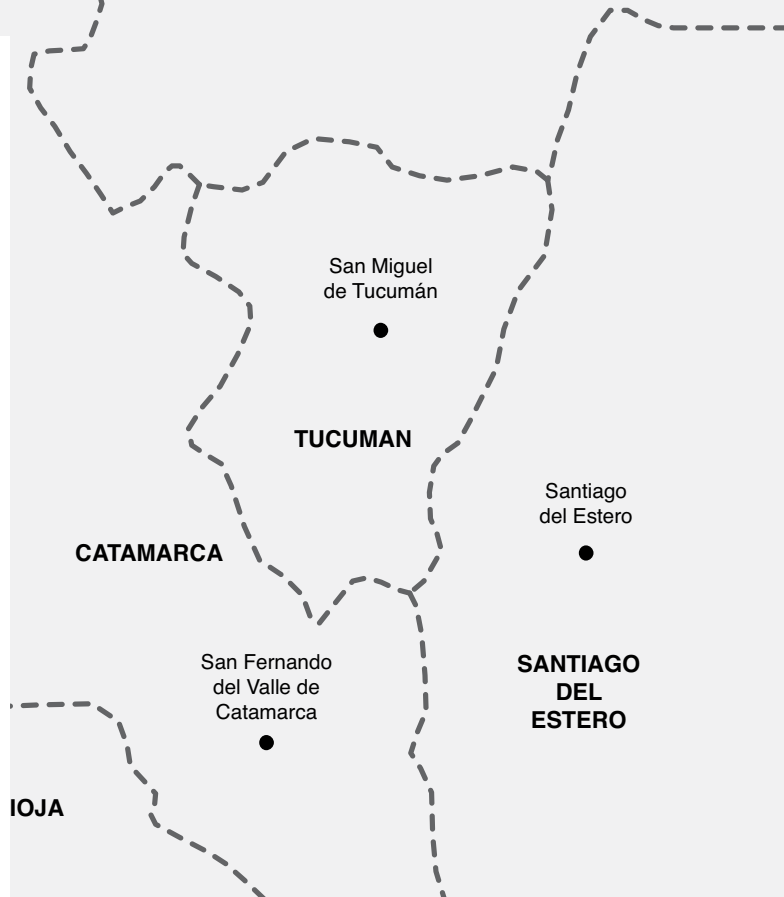 San Miguel
de Tucumán
TUCUMAN
Santiago
del Estero
CATAMARCA
San Fernando
del Valle de
Catamarca
SANTIAGO
DEL
ESTERO
IOJA